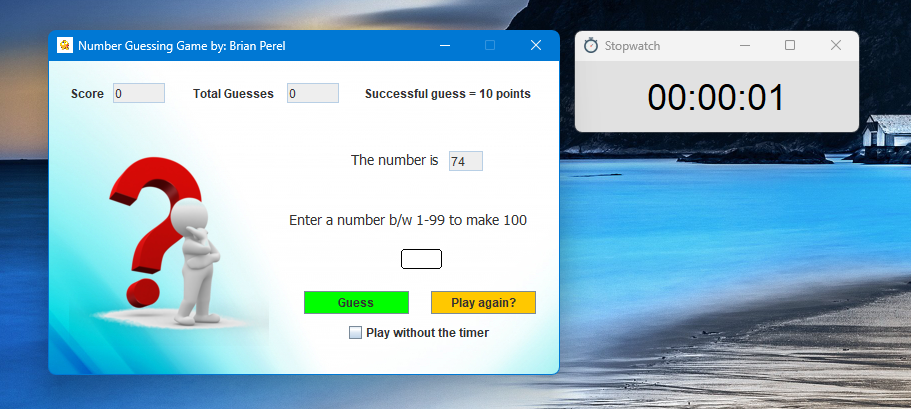 Number Guessing Game by: Brian Perel
Stopwatch
00:00:01
Score 0 Total Guesses 0 Successful guess = 10 points
The number is 74
Enter a number b/w 1-99 to make 100
Guess Play again?
Play without the timer